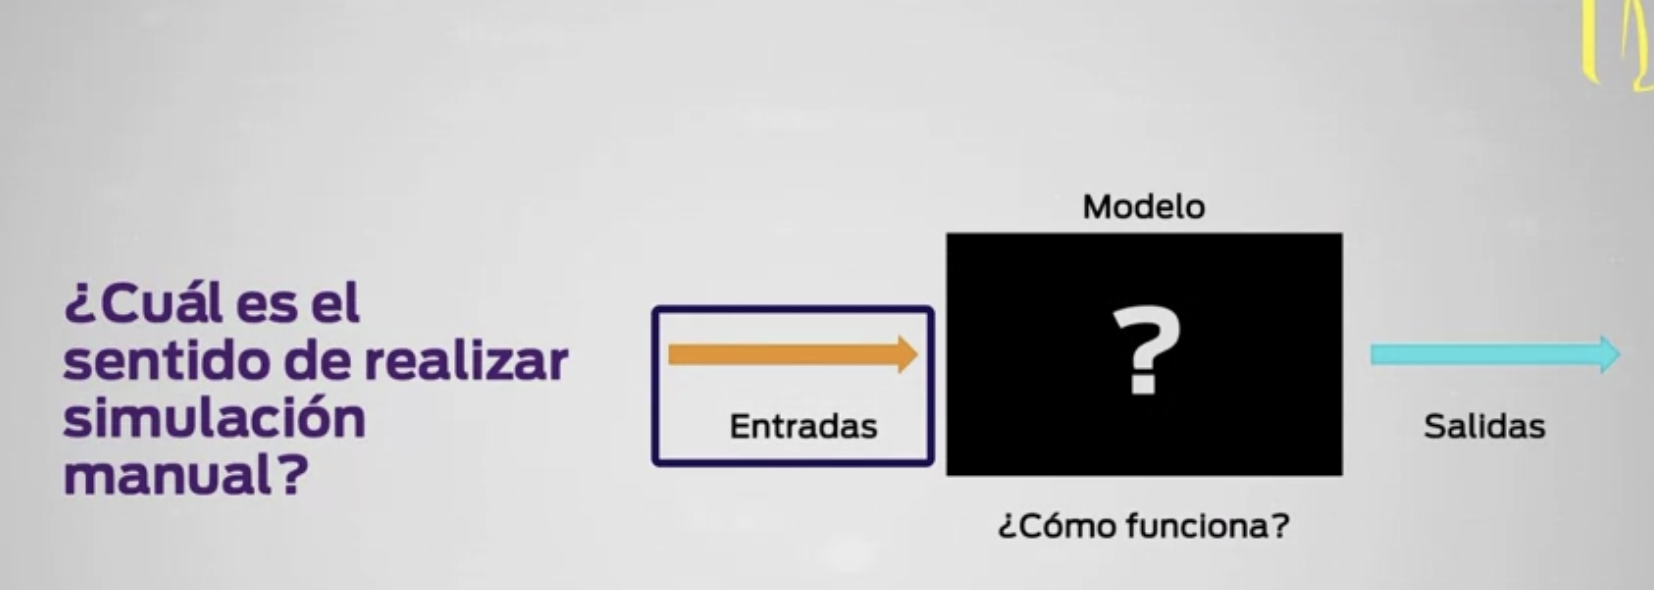 ¿Cuál es el
sentido de realizar
simulación
manual?
Modelo
?
Entradas
Salidas
¿Cómo funciona?